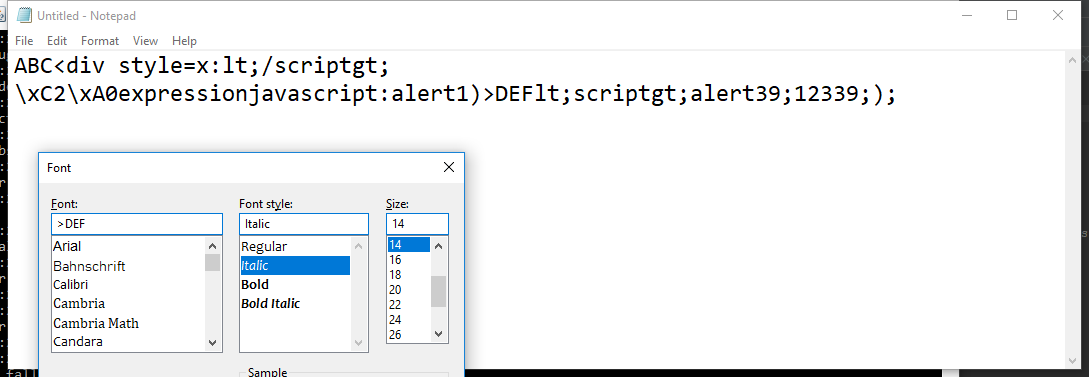 Untitled - Notepad
File Edit Format View Help
ABC<div style=x:lt;/scriptgt;
\xC2\xA0expressionjavascript:alert1)>DEFlt;scriptgt;alert39;12339;);
Font
Font: Font style: Size:
>DEF Italic 14
Arial Regular 14
Bahnschrift Italic 16
Calibri Bold 18
Cambria Bold Italic 20
Cambria Math 22
Candara 24
26
Sample